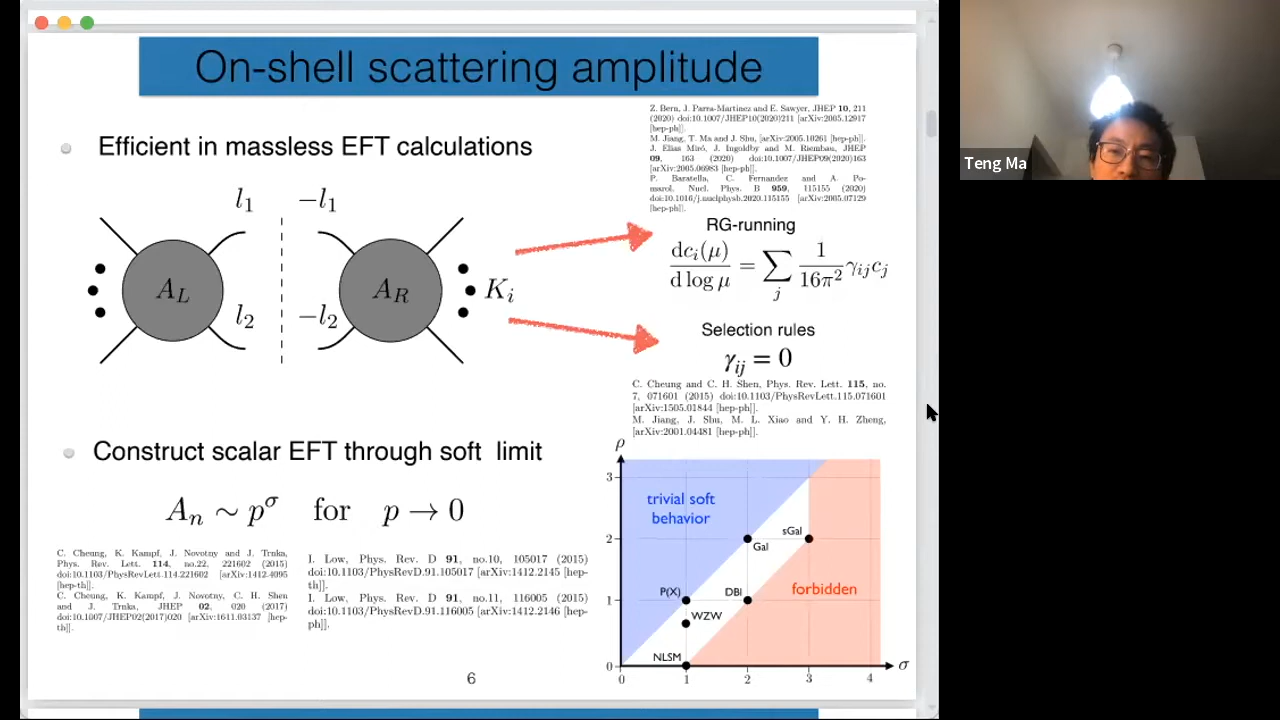 On-shell scattering amplitude
Efficient in massless EFT calculations
Z. Bern, J. Parra-Martinez and E. Sawyer, JHEP 10, 211
(2020) doi:10.1007/JHEP10(2020)211 [arXiv:2005.12917
[hep-ph]].
M. Jiang, T. Ma and J. Shu, [arXiv:2005.10261 [hep-ph]].
J. Elias Miró, J. Ingoldby and M. Riembau, JHEP
09, 163 (2020) doi:10.1007/JHEP09(2020)163
[arXiv:2005.06983 [hep-ph]].
P. Baratella, C. Fernandez and A. Po-
marol. Nucl. Phys. B 959, 115155 (2020)
doi:10.1016/j.nuclphysb.2020.115155 [arXiv:2005.07129
[hep-ph]].
l₁ −l₁
A_L A_R K_i
l₂ −l₂
RG-running
dc_i(μ) / d log μ = ∑_j 1/16π² γ_ij c_j
Selection rules
γ_ij = 0
C. Cheung and C. H. Shen, Phys. Rev. Lett. 115, no.
7, 071601 (2015) doi:10.1103/PhysRevLett.115.071601
[arXiv:1505.01844 [hep-ph]].
M. Jiang, J. Shu, M. L. Xiao and Y. H. Zheng,
[arXiv:2001.04481 [hep-ph]].
Construct scalar EFT through soft limit
A_n ∼ p^σ for p → 0
C. Cheung, K. Kampf, J. Novotny and J. Trnka,
Phys. Rev. Lett. 114, no.22, 221602 (2015)
doi:10.1103/PhysRevLett.114.221602 [arXiv:1412.4095
[hep-th]].
C. Cheung, K. Kampf, J. Novotny, C. H. Shen
and J. Trnka, JHEP 02, 020 (2017)
doi:10.1007/JHEP02(2017)020 [arXiv:1611.03137 [hep-
th]].
I. Low, Phys. Rev. D 91, no.10, 105017 (2015)
doi:10.1103/PhysRevD.91.105017 [arXiv:1412.2145 [hep-
th]].
I. Low, Phys. Rev. D 91, no.11, 116005 (2015)
doi:10.1103/PhysRevD.91.116005 [arXiv:1412.2146 [hep-
ph]].
ρ
3
trivial soft
behavior
2
Gal
sGal
forbidden
1
P(X)
DBI
WZW
NLSM
0
0 1 2 3 4
σ
6
Teng Ma